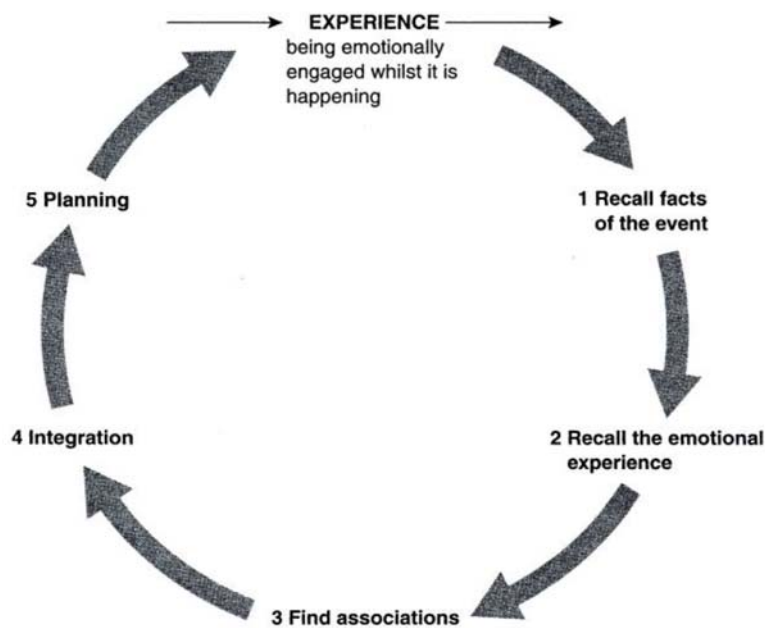 EXPERIENCE
being emotionally
engaged whilst it is
happening
1 Recall facts
of the event
2 Recall the emotional
experience
3 Find associations
4 Integration
5 Planning